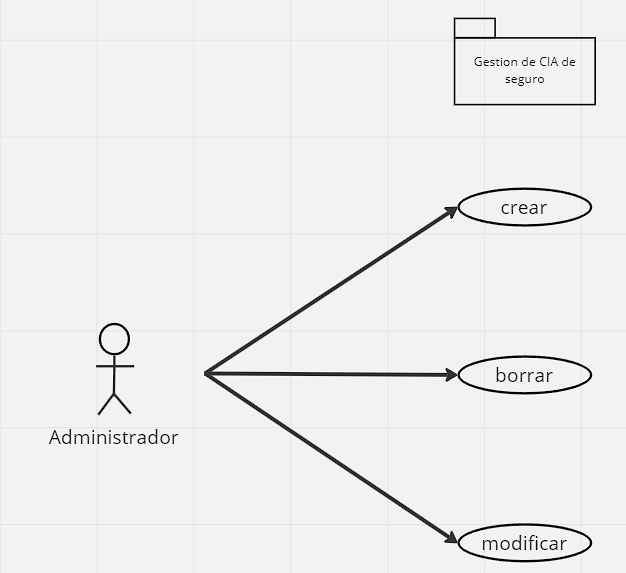 Gestion de CIA de
seguro
crear
borrar
Administrador
modificar